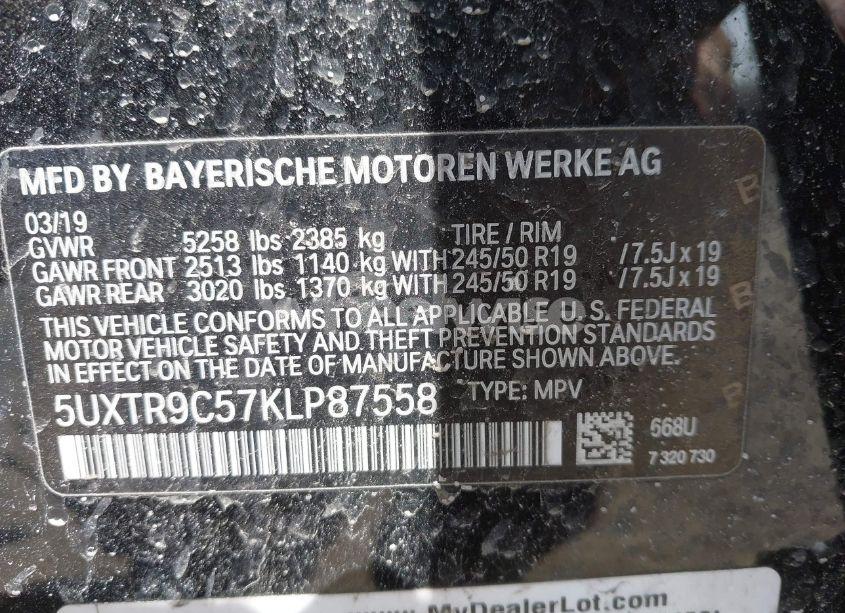 MFD BY BAYERISCHE MOTOREN WERKE AG
03/19
GVWR 5258 lbs 2385 kg TIRE / RIM
GAWR FRONT 2513 lbs 1140 kg WITH 245/50 R19 /7.5J x 19
GAWR REAR 3020 lbs 1370 kg WITH 245/50 R19 /7.5J x 19
THIS VEHICLE CONFORMS TO ALL APPLICABLE U. S. FEDERAL
MOTOR VEHICLE SAFETY AND THEFT PREVENTION STANDARDS
IN EFFECT ON THE DATE OF MANUFACTURE SHOWN ABOVE.
5UXTR9C57KLP87558 TYPE: MPV
668U
7 320 730
www.MyDealerLot.com